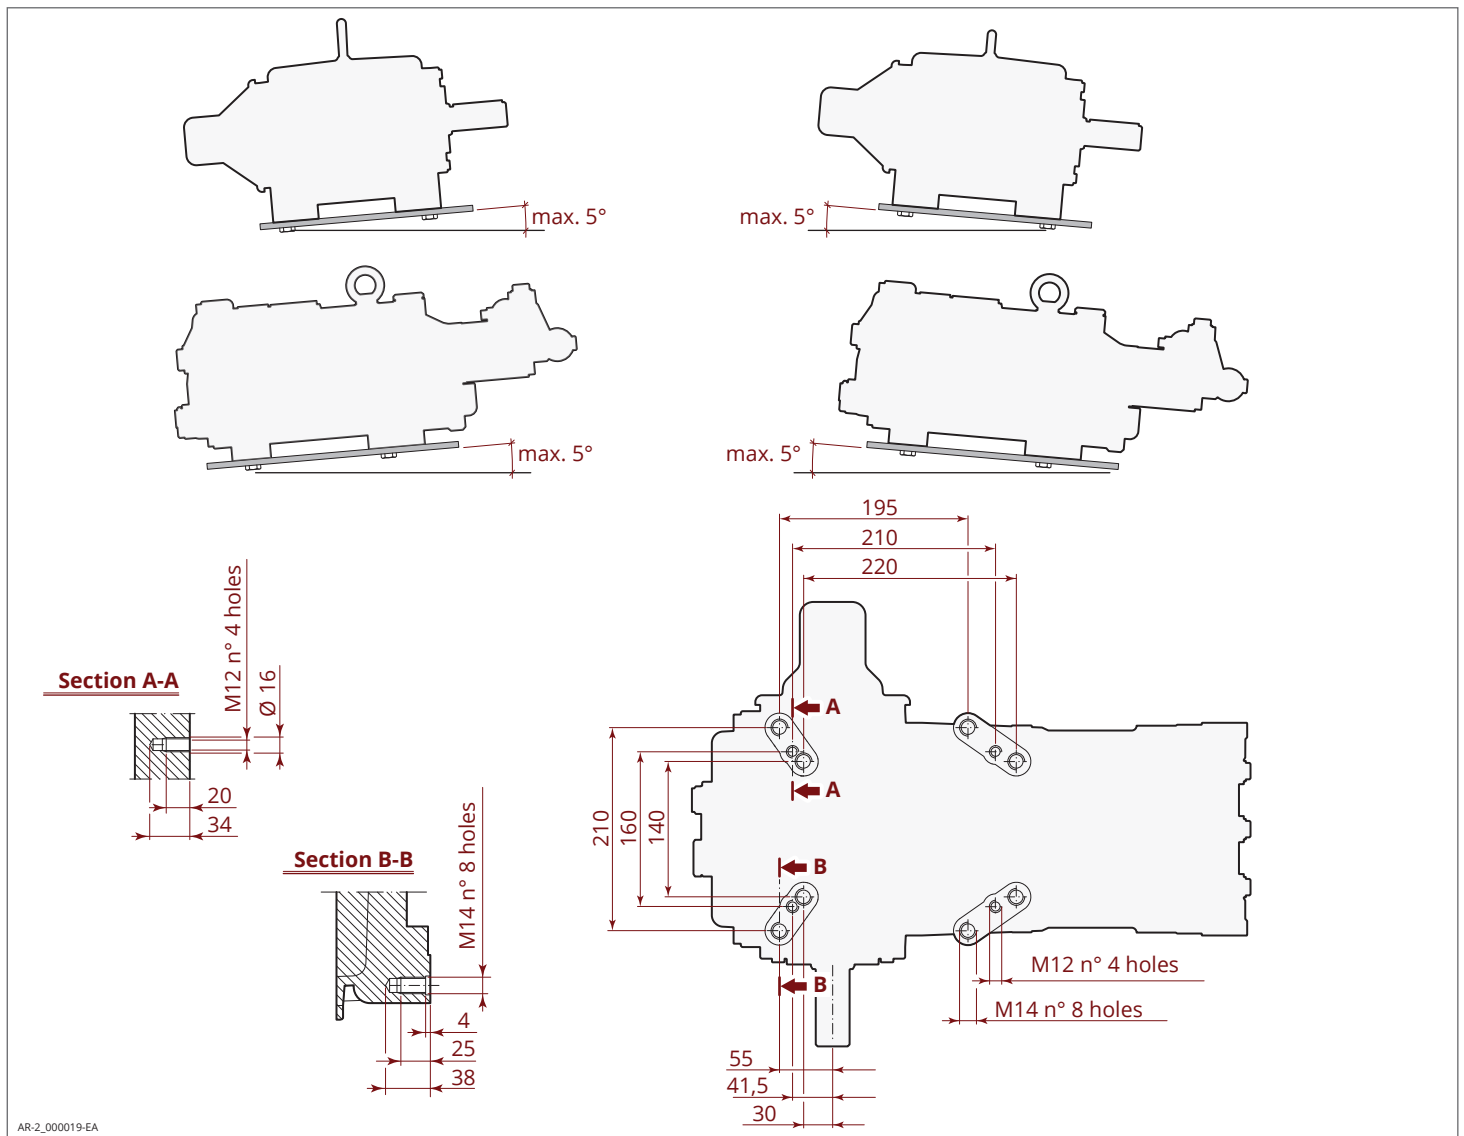 max. 5°
max. 5°
max. 5°
max. 5°
195
210
220
M12 n° 4 holes
Ø 16
Section A-A
20
34
A
A
210
160
140
M14 n° 8 holes
Section B-B
B
B
4
25
38
M12 n° 4 holes
M14 n° 8 holes
55
41,5
30
AR-2_000019-EA